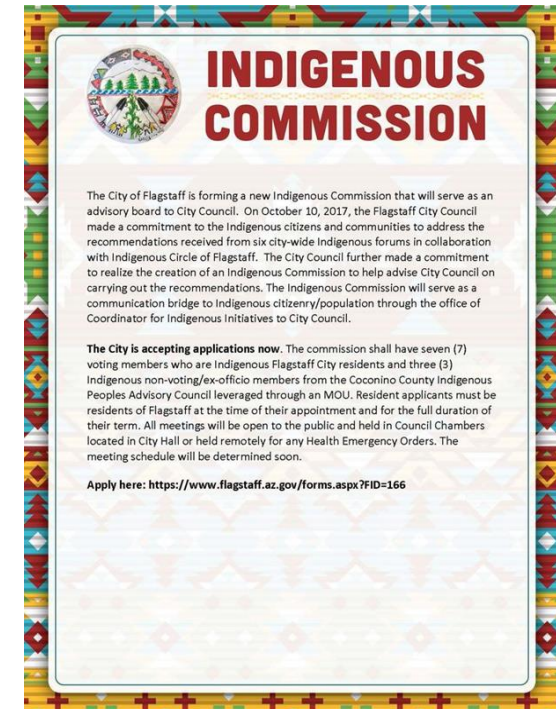 INDIGENOUS
COMMISSION
The City of Flagstaff is forming a new Indigenous Commission that will serve as an
advisory board to City Council.  On October 10, 2017, the Flagstaff City Council
made a commitment to the Indigenous citizens and communities to address the
recommendations received from six city-wide Indigenous forums in collaboration
with Indigenous Circle of Flagstaff.  The City Council further made a commitment
to realize the creation of an Indigenous Commission to help advise City Council on
carrying out the recommendations. The Indigenous Commission will serve as a
communication bridge to Indigenous citizenry/population through the office of
Coordinator for Indigenous Initiatives to City Council.
The City is accepting applications now. The commission shall have seven (7)
voting members who are Indigenous Flagstaff City residents and three (3)
Indigenous non-voting/ex-officio members from the Coconino County Indigenous
Peoples Advisory Council leveraged through an MOU. Resident applicants must be
residents of Flagstaff at the time of their appointment and for the full duration of
their term. All meetings will be open to the public and held in Council Chambers
located in City Hall or held remotely for any Health Emergency Orders. The
meeting schedule will be determined soon.
Apply here: https://www.flagstaff.az.gov/forms.aspx?FID=166